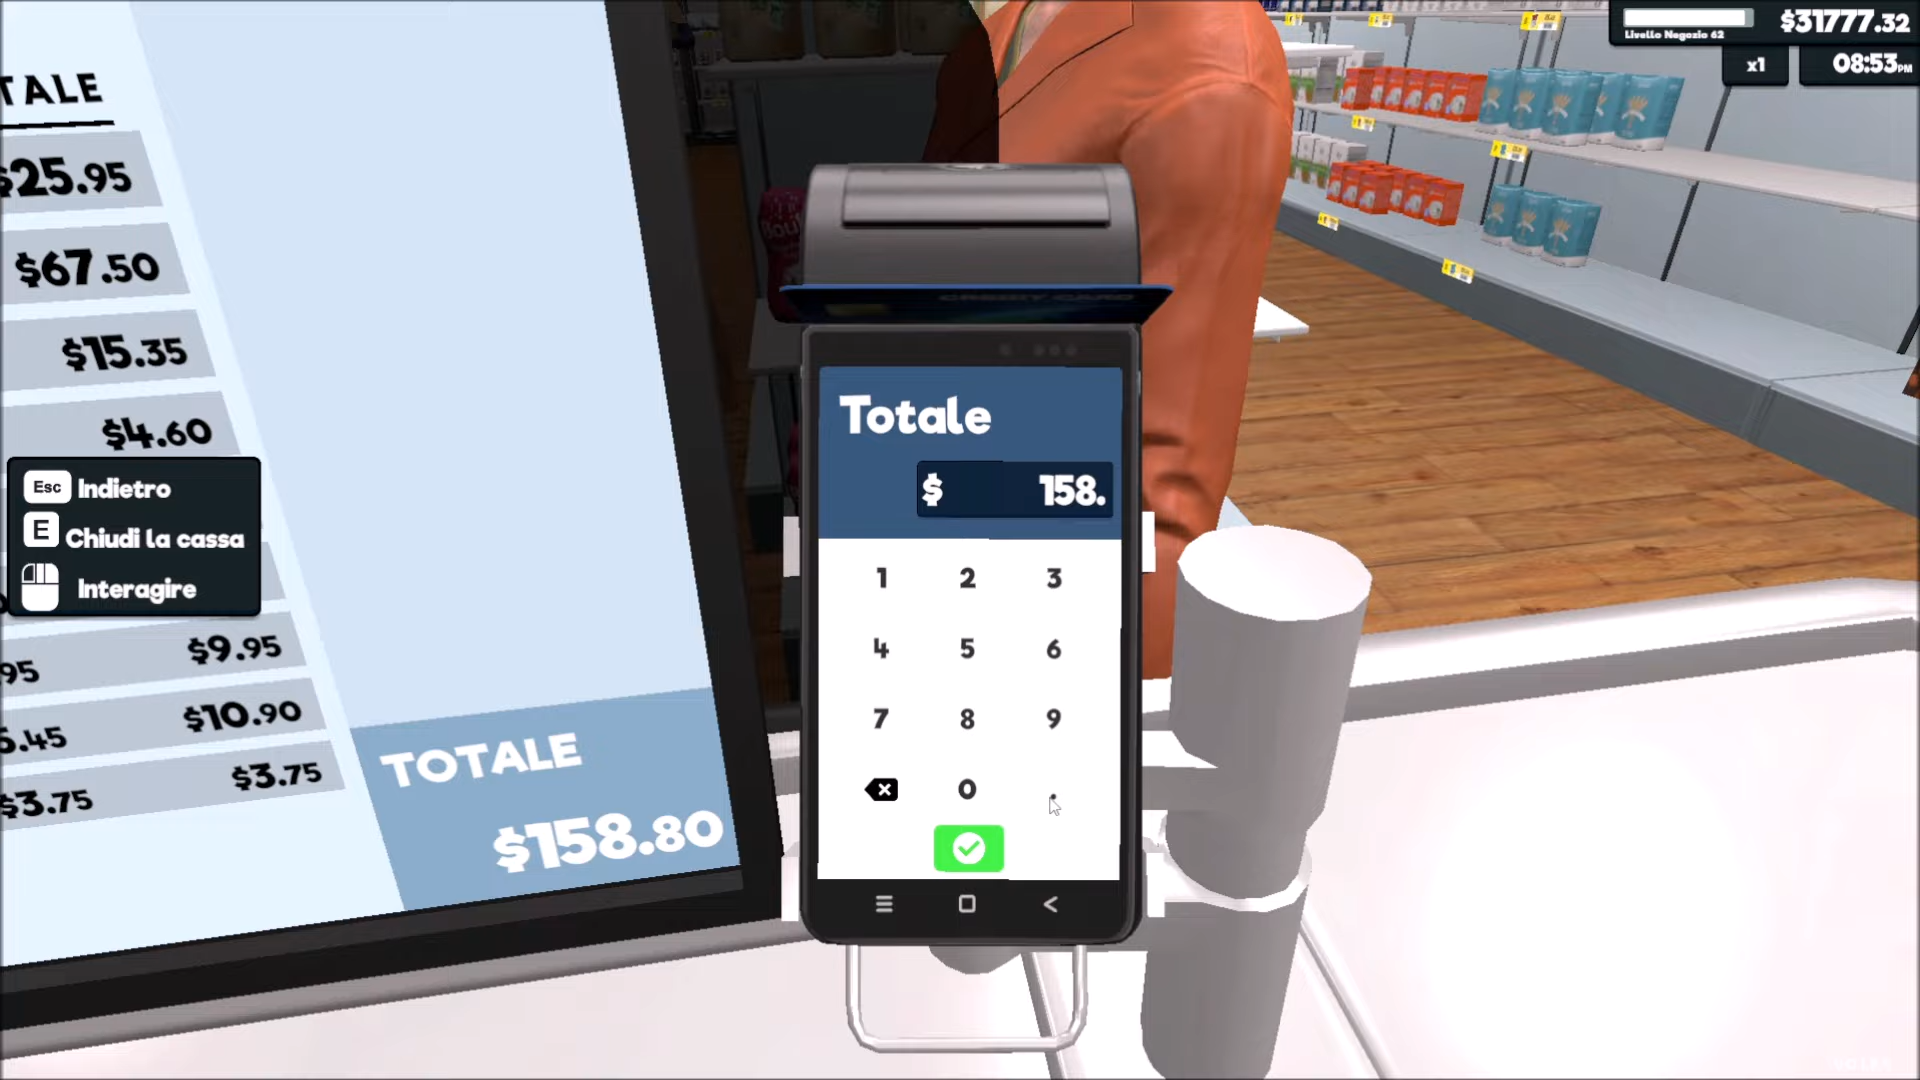 $31777.32
Livello Negozio 62
x1
08:53PM
TALE
$25.95
$67.50
$15.35
$4.60
Esc Indietro
E Chiudi la cassa
Interagire
95 $9.95
.45 $10.90
$3.75 $3.75
TOTALE
$158.80
CREDIT CARD
Totale
$ 158.
1 2 3
4 5 6
7 8 9
0 .